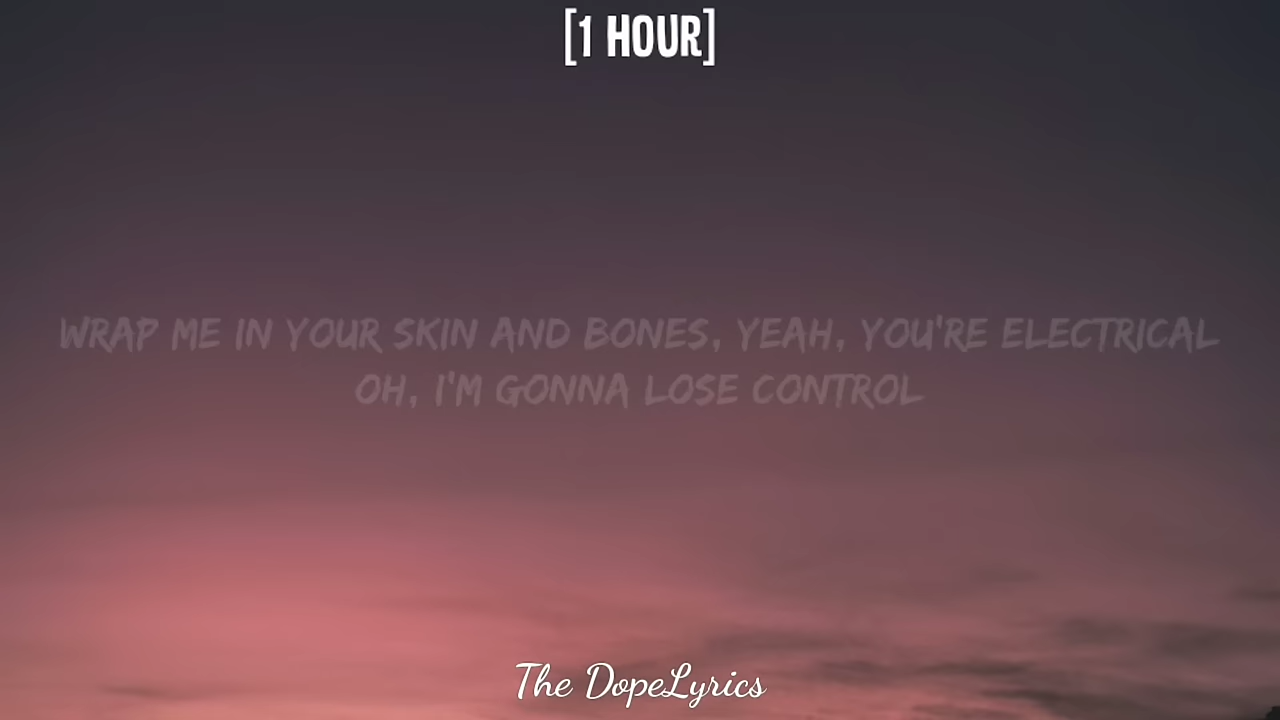 [1 HOUR]
WRAP ME IN YOUR SKIN AND BONES, YEAH, YOU'RE ELECTRICAL
OH, I'M GONNA LOSE CONTROL
The DopeLyrics